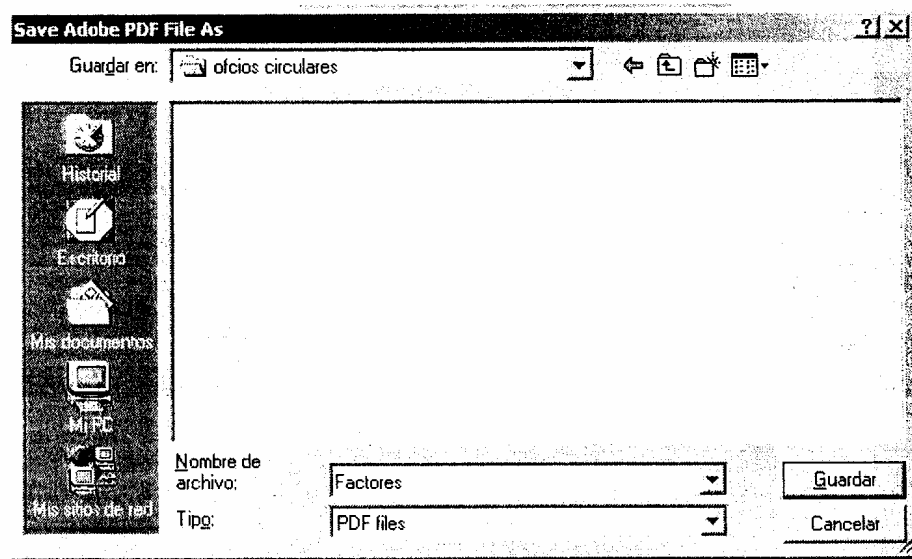 Save Adobe PDF File As
Guardar en: ofcios circulares
Historial
Escritorio
Mis documentos
Mi PC
Mis sitios de red
Nombre de archivo: Factores
Tipo: PDF files
Guardar
Cancelar